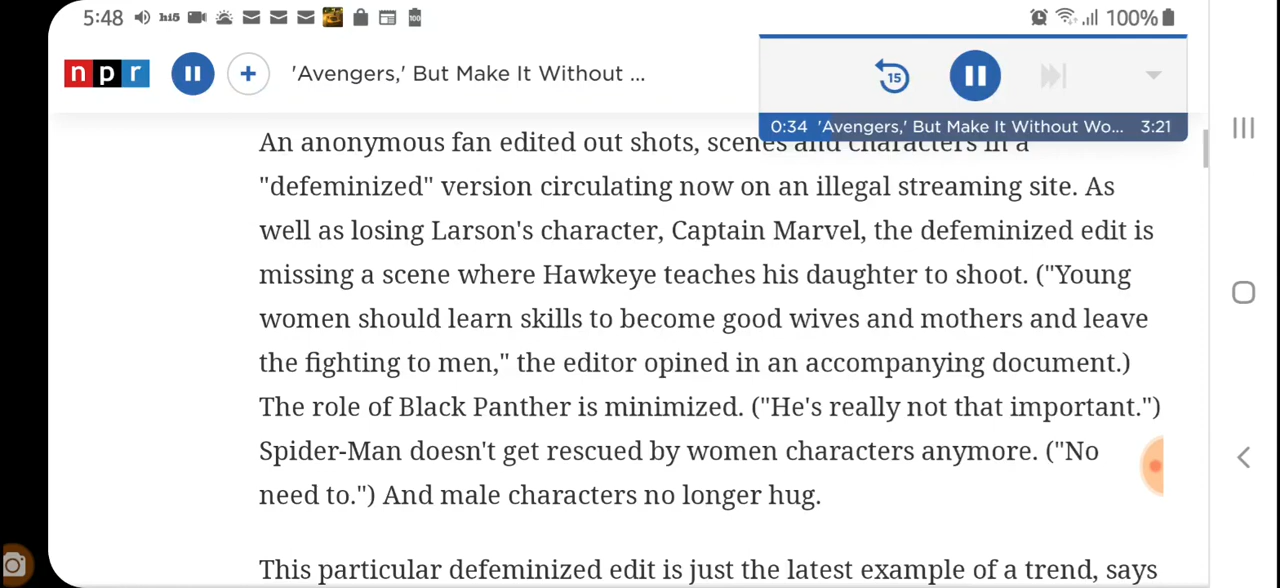 5:48 hi5 100 100%
npr 'Avengers,' But Make It Without ... 15
0:34 'Avengers,' But Make It Without Wo... 3:21
An anonymous fan edited out shots, scenes and characters in a
"defeminized" version circulating now on an illegal streaming site. As
well as losing Larson's character, Captain Marvel, the defeminized edit is
missing a scene where Hawkeye teaches his daughter to shoot. ("Young
women should learn skills to become good wives and mothers and leave
the fighting to men," the editor opined in an accompanying document.)
The role of Black Panther is minimized. ("He's really not that important.")
Spider-Man doesn't get rescued by women characters anymore. ("No
need to.") And male characters no longer hug.
This particular defeminized edit is just the latest example of a trend, says